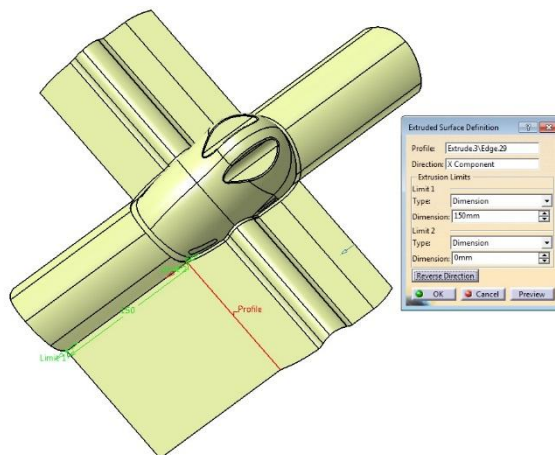 Extruded Surface Definition
Profile: Extrude.3\Edge.29
Direction: X Component
Extrusion Limits
Limit 1
Type: Dimension
Dimension: 150mm
Limit 2
Type: Dimension
Dimension: 0mm
Reverse Direction
OK Cancel Preview
Profile
Limit 1